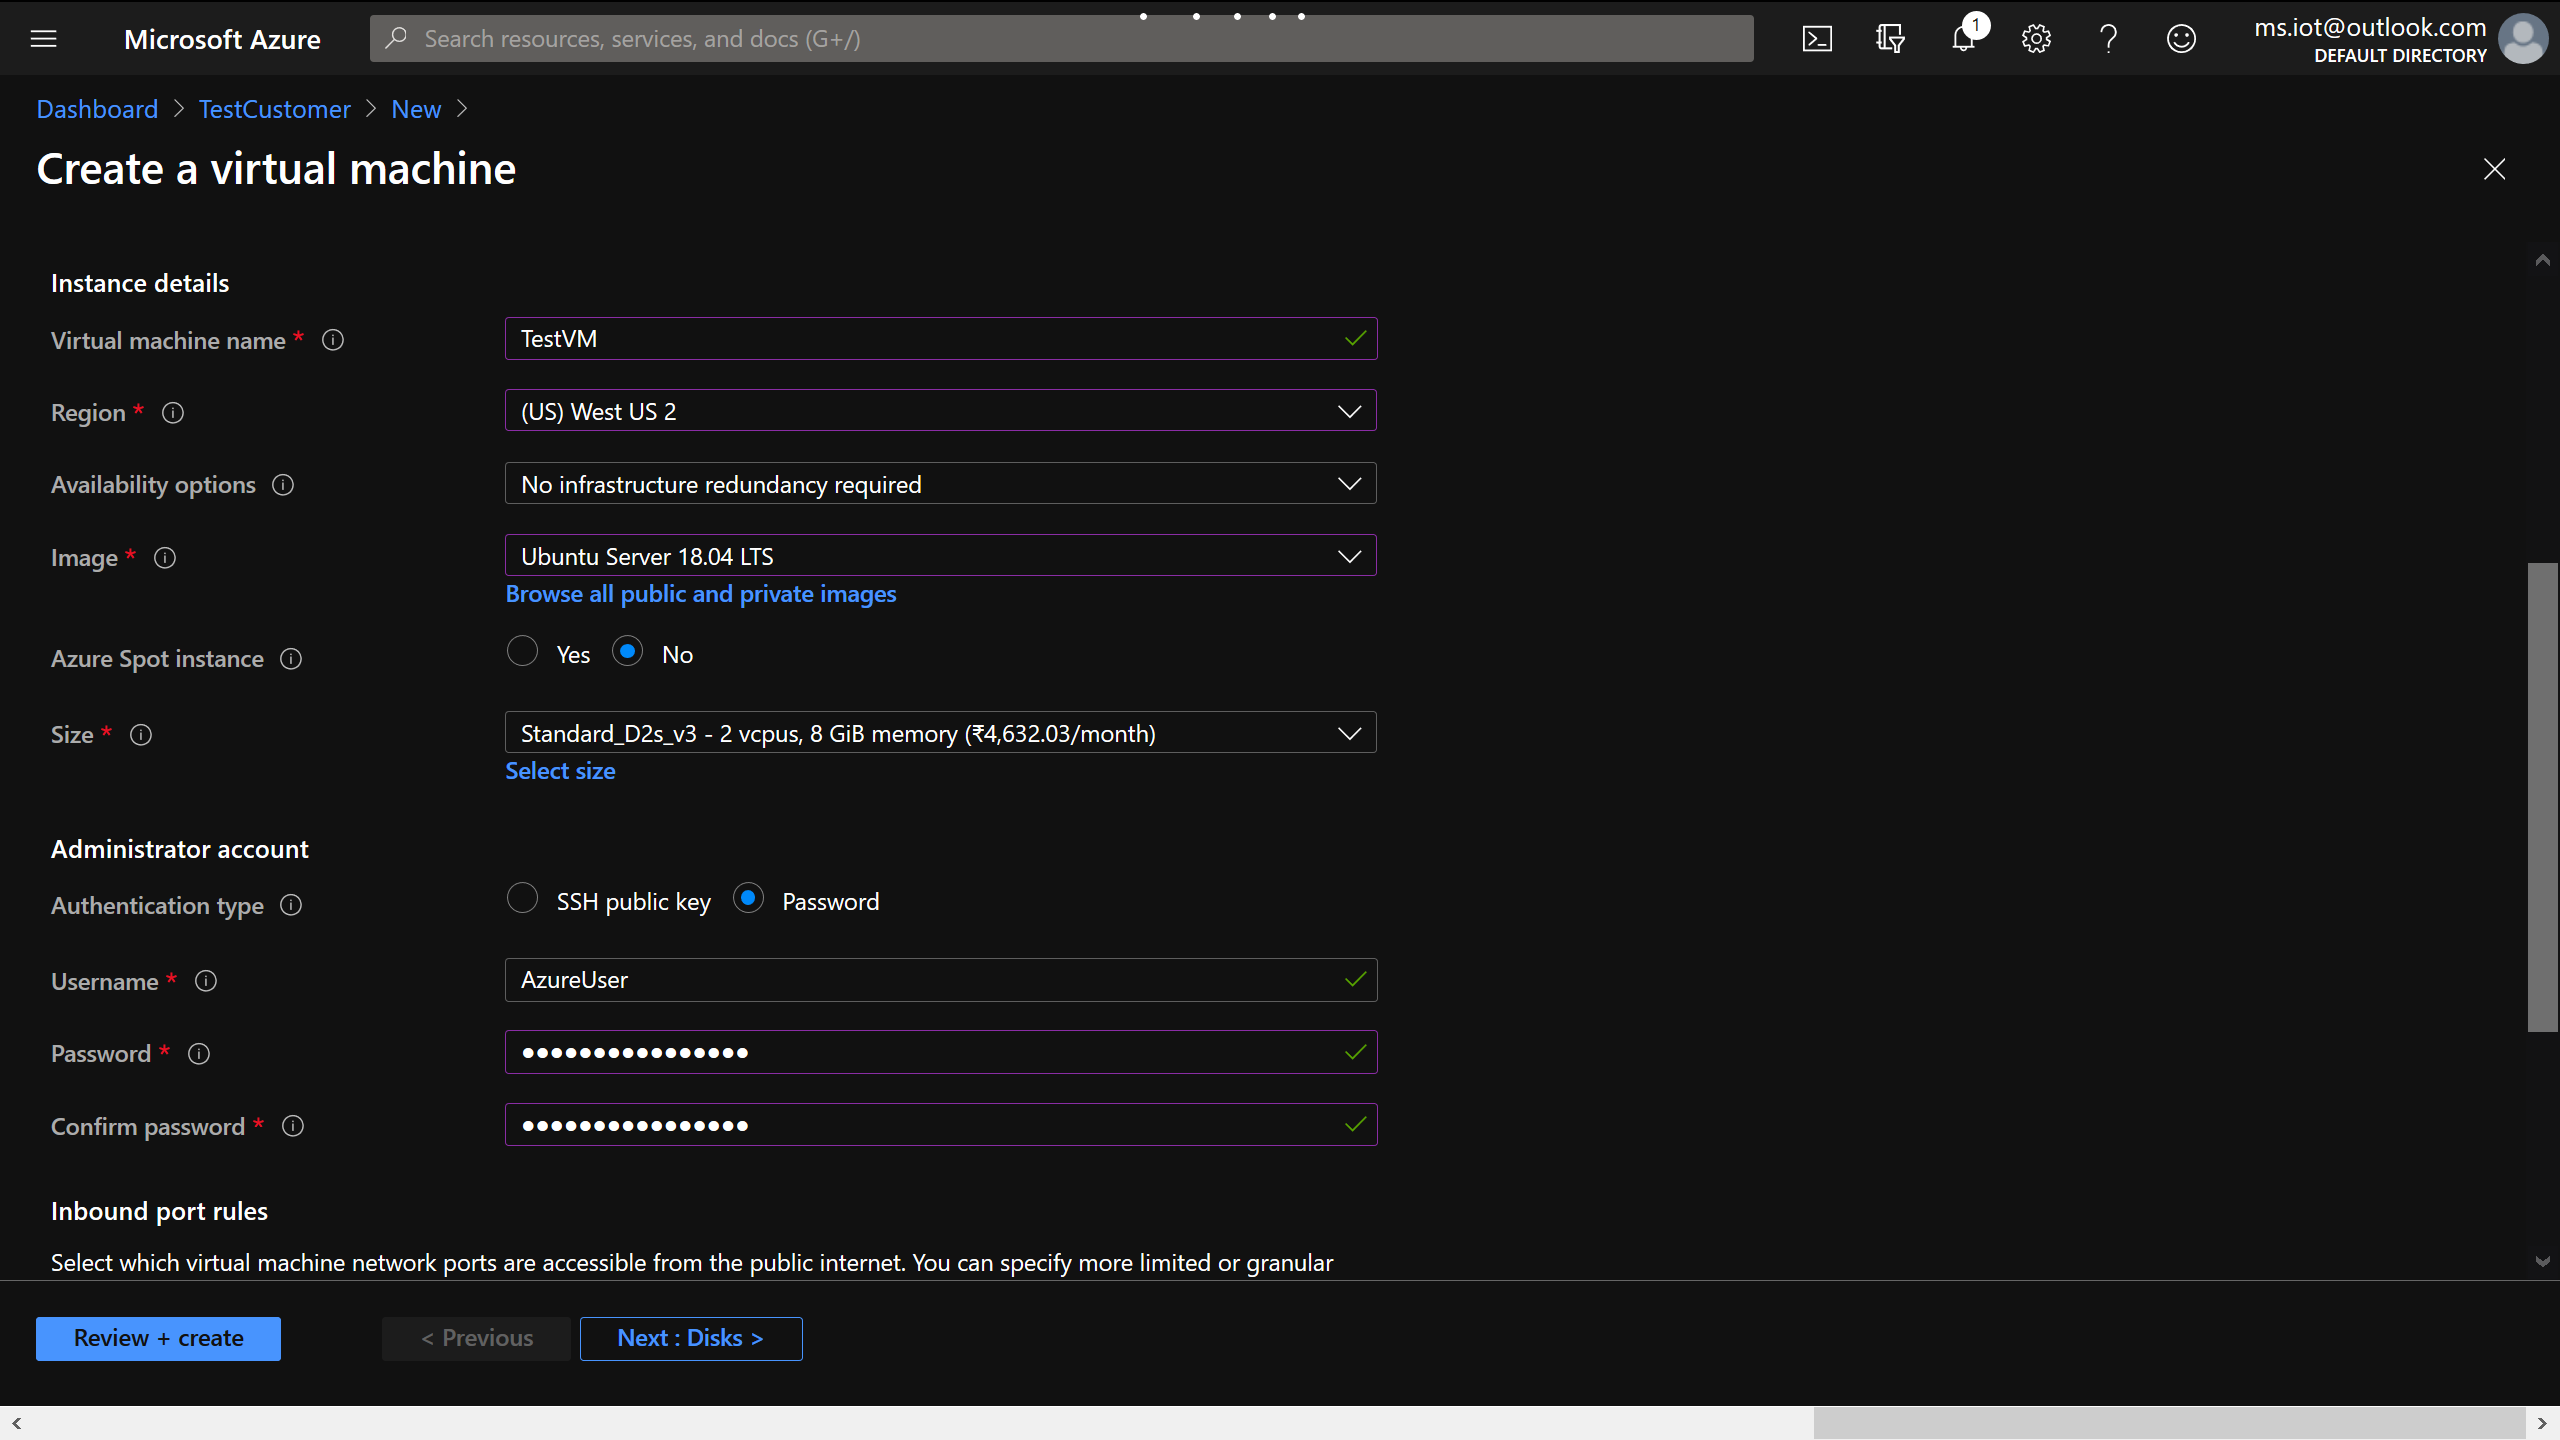 Microsoft Azure
Search resources, services, and docs (G+/)
1
ms.iot@outlook.com
DEFAULT DIRECTORY
Dashboard > TestCustomer > New >
Create a virtual machine
Instance details
Virtual machine name * TestVM
Region * (US) West US 2
Availability options No infrastructure redundancy required
Image * Ubuntu Server 18.04 LTS
Browse all public and private images
Azure Spot instance Yes No
Size * Standard_D2s_v3 - 2 vcpus, 8 GiB memory (₹4,632.03/month)
Select size
Administrator account
Authentication type SSH public key Password
Username * AzureUser
Password * ••••••••••••••••
Confirm password * ••••••••••••••••
Inbound port rules
Select which virtual machine network ports are accessible from the public internet. You can specify more limited or granular
Review + create < Previous Next : Disks >